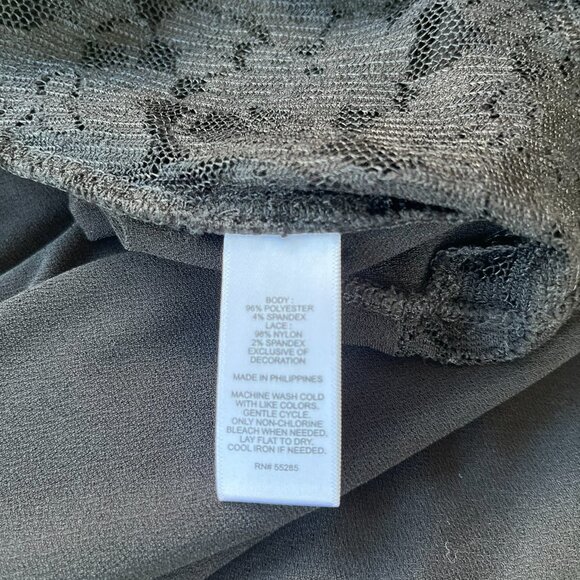 BODY :
96% POLYESTER
4% SPANDEX
LACE :
98% NYLON
2% SPANDEX
EXCLUSIVE OF
DECORATION
MADE IN PHILIPPINES
MACHINE WASH COLD
WITH LIKE COLORS.
GENTLE CYCLE.
ONLY NON-CHLORINE
BLEACH WHEN NEEDED.
LAY FLAT TO DRY.
COOL IRON IF NEEDED.
RN# 55285